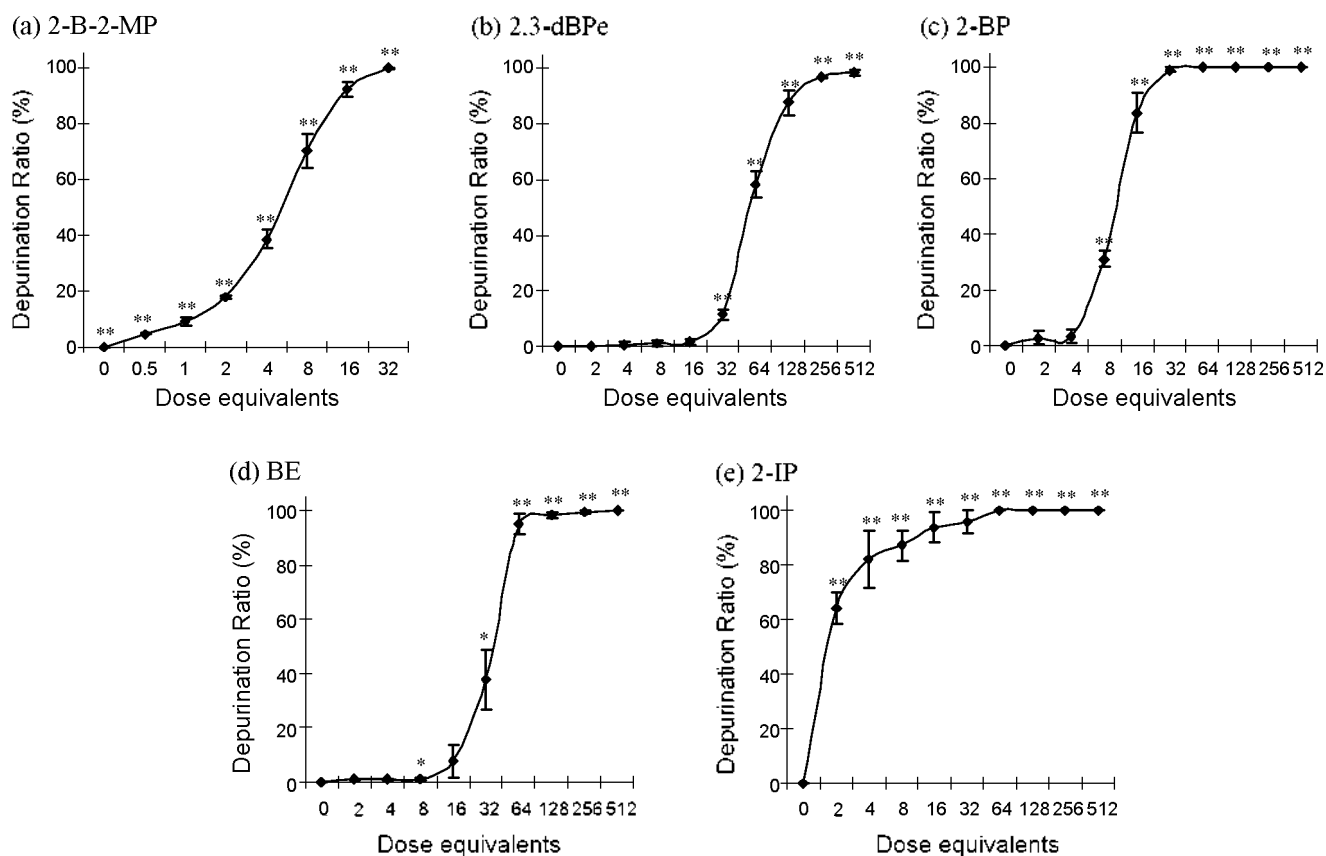 (a) 2-B-2-MP
** ** ** ** ** ** ** **
100
80
60
40
20
0
Depurination Ratio (%)
0 0.5 1 2 4 8 16 32
Dose equivalents
(b) 2.3-dBPe
** ** ** ** **
100
80
60
40
20
0
Depurination Ratio (%)
0 2 4 8 16 32 64 128 256 512
Dose equivalents
(c) 2-BP
** ** ** ** ** ** **
100
80
60
40
20
0
Depurination Ratio (%)
0 2 4 8 16 32 64 128 256 512
Dose equivalents
(d) BE
* * ** ** ** **
100
80
60
40
20
0
Depurination Ratio (%)
0 2 4 8 16 32 64 128 256 512
Dose equivalents
(e) 2-IP
** ** ** ** ** ** ** ** **
100
80
60
40
20
0
Depurination Ratio (%)
0 2 4 8 16 32 64 128 256 512
Dose equivalents